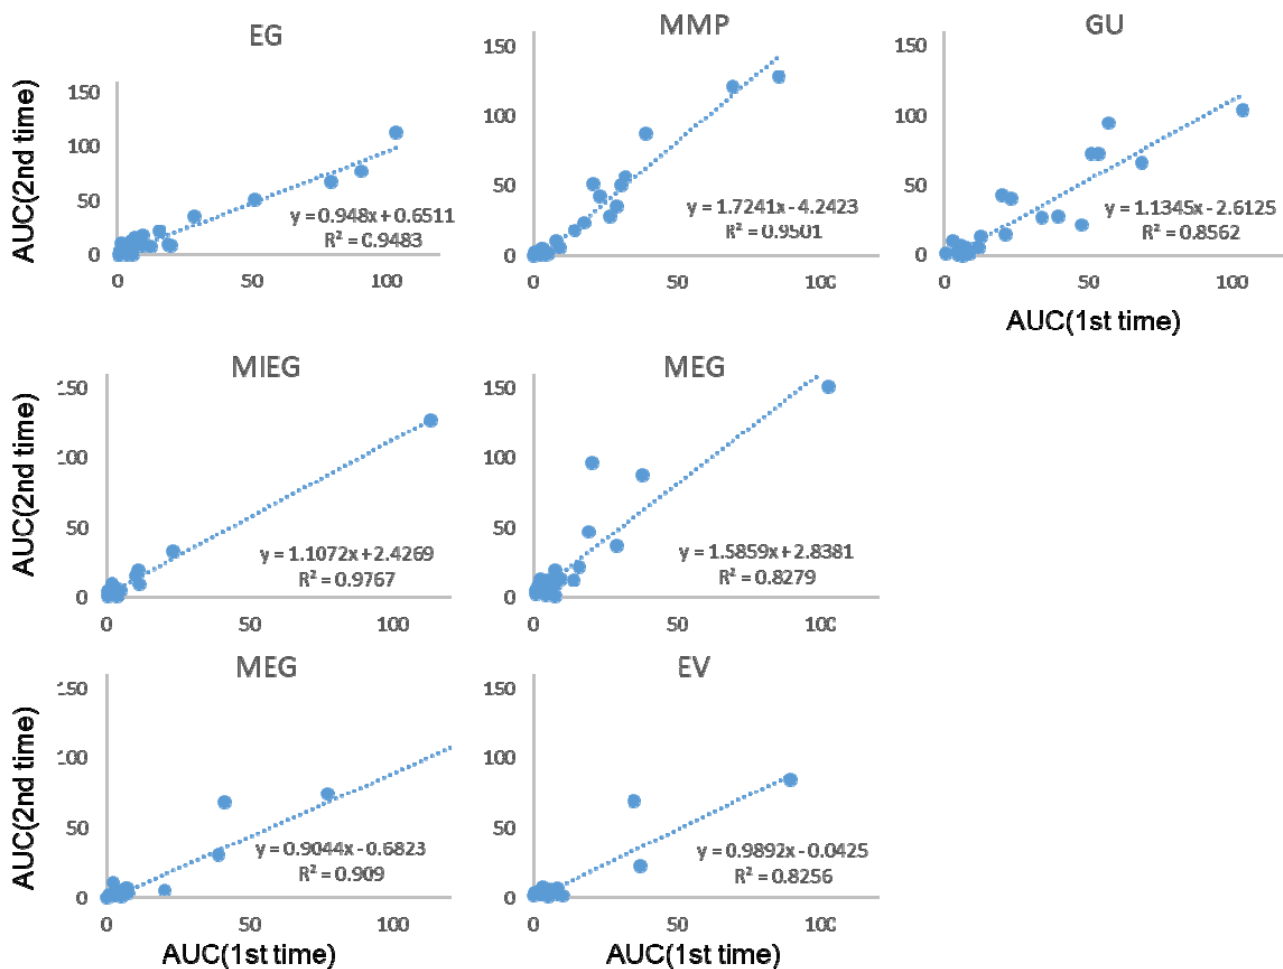 EG
AUC(2nd time)
150
100
50
0
y = 0.948x + 0.6511
R² = 0.9483
0 50 100
MMP
150
100
50
0
y = 1.7241x - 4.2423
R² = 0.9501
0 50 100
GU
150
100
50
0
y = 1.1345x - 2.6125
R² = 0.8562
0 50 100
AUC(1st time)
MIEG
AUC(2nd time)
150
100
50
0
y = 1.1072x + 2.4269
R² = 0.9767
0 50 100
MEG
150
100
50
0
y = 1.5859x + 2.8381
R² = 0.8279
0 50 100
MEG
AUC(2nd time)
150
100
50
0
y = 0.9044x - 0.6823
R² = 0.909
0 50 100
AUC(1st time)
EV
150
100
50
0
y = 0.9892x - 0.0425
R² = 0.8256
0 50 100
AUC(1st time)